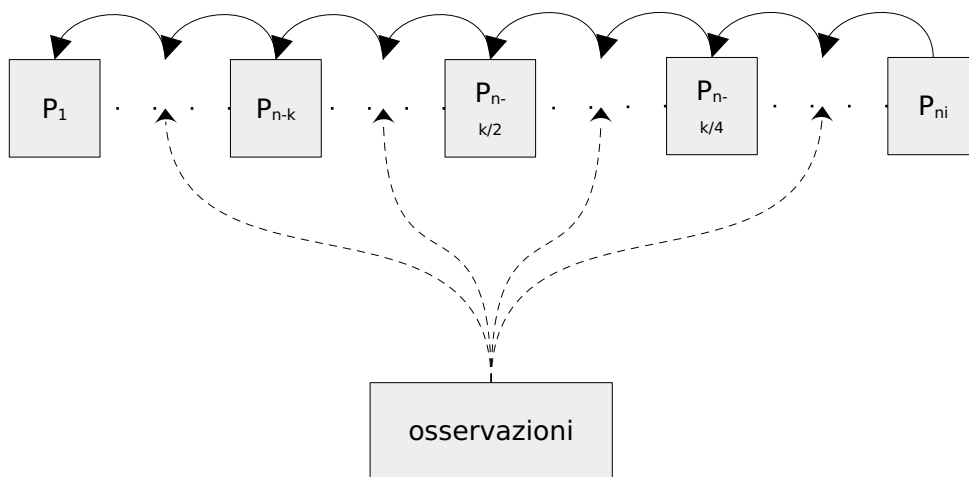 P₁
Pₙ₋ₖ
Pₙ₋
k/2
Pₙ₋
k/4
Pₙᵢ
osservazioni